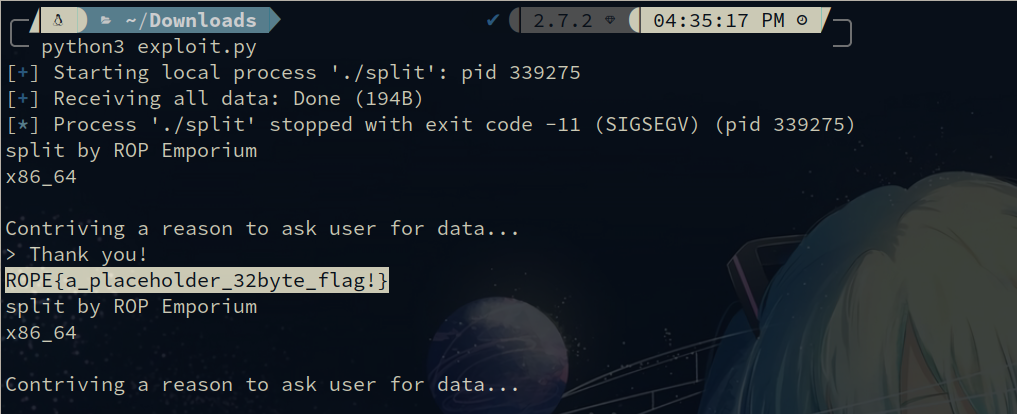 ~/Downloads ✔ 2.7.2 04:35:17 PM
python3 exploit.py
[+] Starting local process './split': pid 339275
[+] Receiving all data: Done (194B)
[*] Process './split' stopped with exit code -11 (SIGSEGV) (pid 339275)
split by ROP Emporium
x86_64
Contriving a reason to ask user for data...
> Thank you!
ROPE{a_placeholder_32byte_flag!}
split by ROP Emporium
x86_64
Contriving a reason to ask user for data...